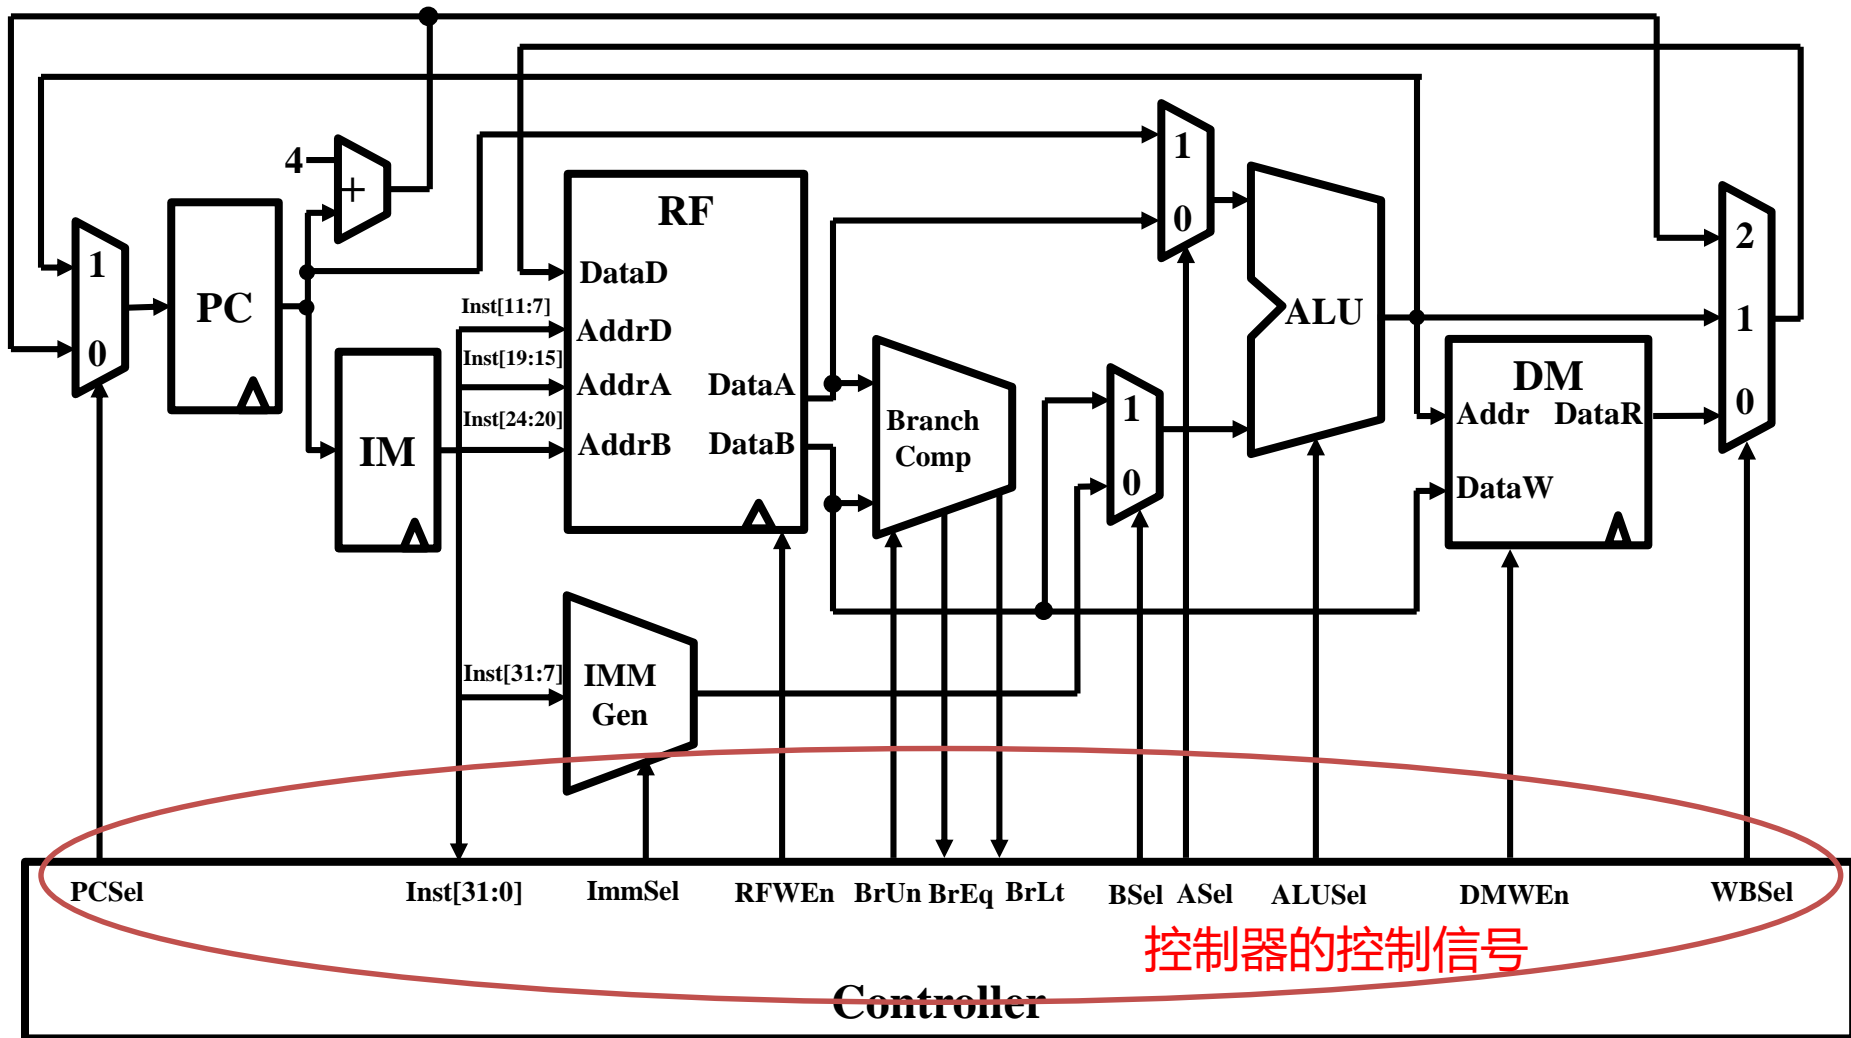 4
+
1
0
PC
IM
RF
DataD
Inst[11:7]
AddrD
Inst[19:15]
AddrA
DataA
Inst[24:20]
AddrB
DataB
Branch
Comp
1
0
1
0
ALU
DM
Addr DataR
DataW
2
1
0
Inst[31:7]
IMM
Gen
PCSel Inst[31:0] ImmSel RFWEn BrUn BrEq BrLt BSel ASel ALUSel DMWEn WBSel
控制器的控制信号
Controller